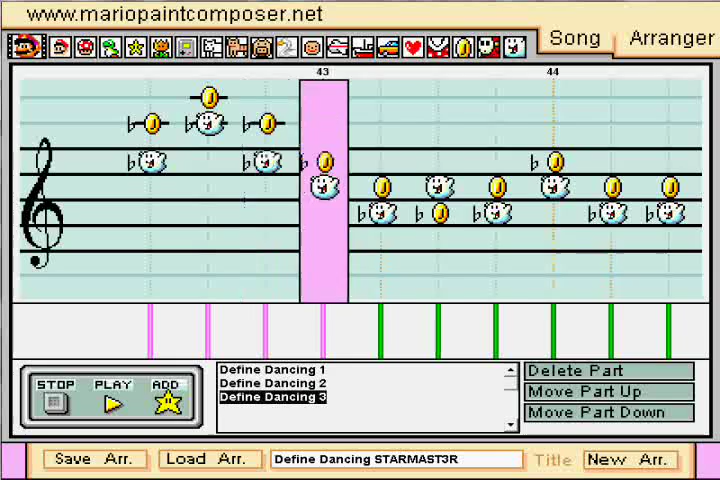 www.mariopaintcomposer.net
Song
Arranger
43
44
STOP PLAY ADD
Define Dancing 1
Define Dancing 2
Define Dancing 3
Delete Part
Move Part Up
Move Part Down
Save Arr.
Load Arr.
Define Dancing STARMAST3R
Title
New Arr.